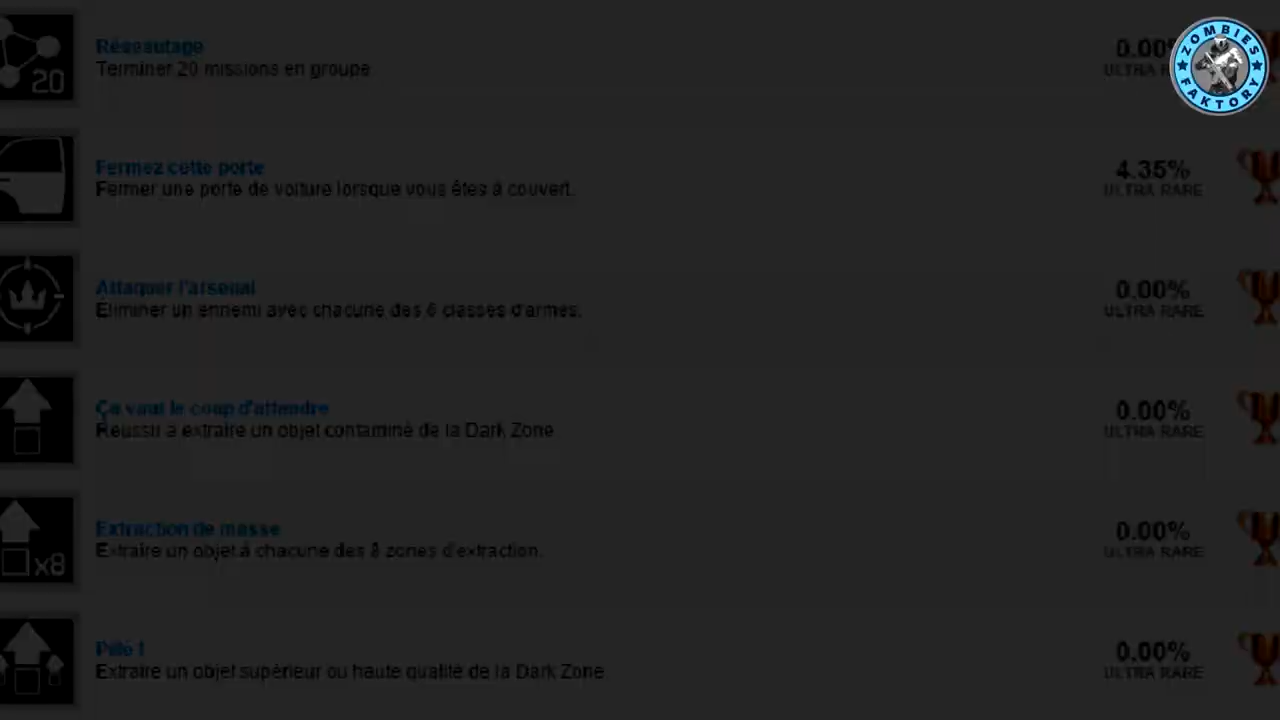 Réseautage
Terminer 20 missions en groupe
20
0.00%
ULTRA RARE
ZOMBIES
FAKTORY
Fermez cette porte
Fermer une porte de voiture lorsque vous êtes à couvert.
4.35%
ULTRA RARE
Attaquer l'arsenal
Éliminer un ennemi avec chacune des 6 classes d'armes.
0.00%
ULTRA RARE
Ça vaut le coup d'attendre
Réussir à extraire un objet contaminé de la Dark Zone
0.00%
ULTRA RARE
Extraction de masse
Extraire un objet à chacune des 8 zones d'extraction.
x8
0.00%
ULTRA RARE
Pillé !
Extraire un objet supérieur ou haute qualité de la Dark Zone
0.00%
ULTRA RARE